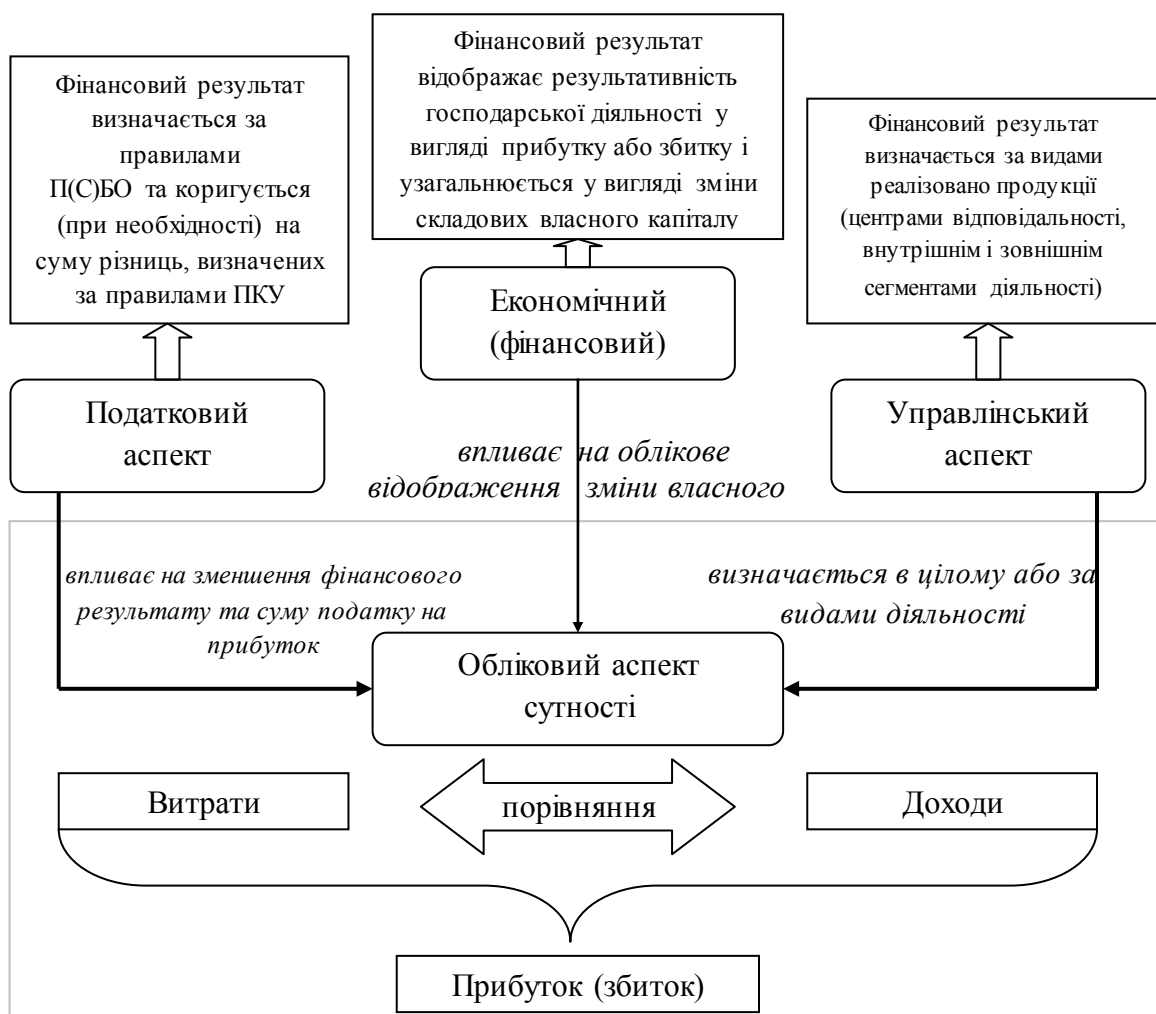 Фінансовий результат
визначається за
правилами
П(С)БО та коригується
(при необхідності) на
суму різниць, визначених
за правилами ПКУ
Фінансовий результат
відображає результативність
господарської діяльності у
вигляді прибутку або збитку і
узагальнюється у вигляді зміни
складових власного капіталу
Фінансовий результат
визначається за видами
реалізовано продукції
(центрами відповідальності,
внутрішнім і зовнішнім
сегментами діяльності)
Податковий
аспект
Економічний
(фінансовий)
Управлінський
аспект
впливає на облікове
відображення зміни власного
впливає на зменшення фінансового
результату та суму податку на
прибуток
визначається в цілому або за
видами діяльності
Обліковий аспект
сутності
Витрати
порівняння
Доходи
Прибуток (збиток)